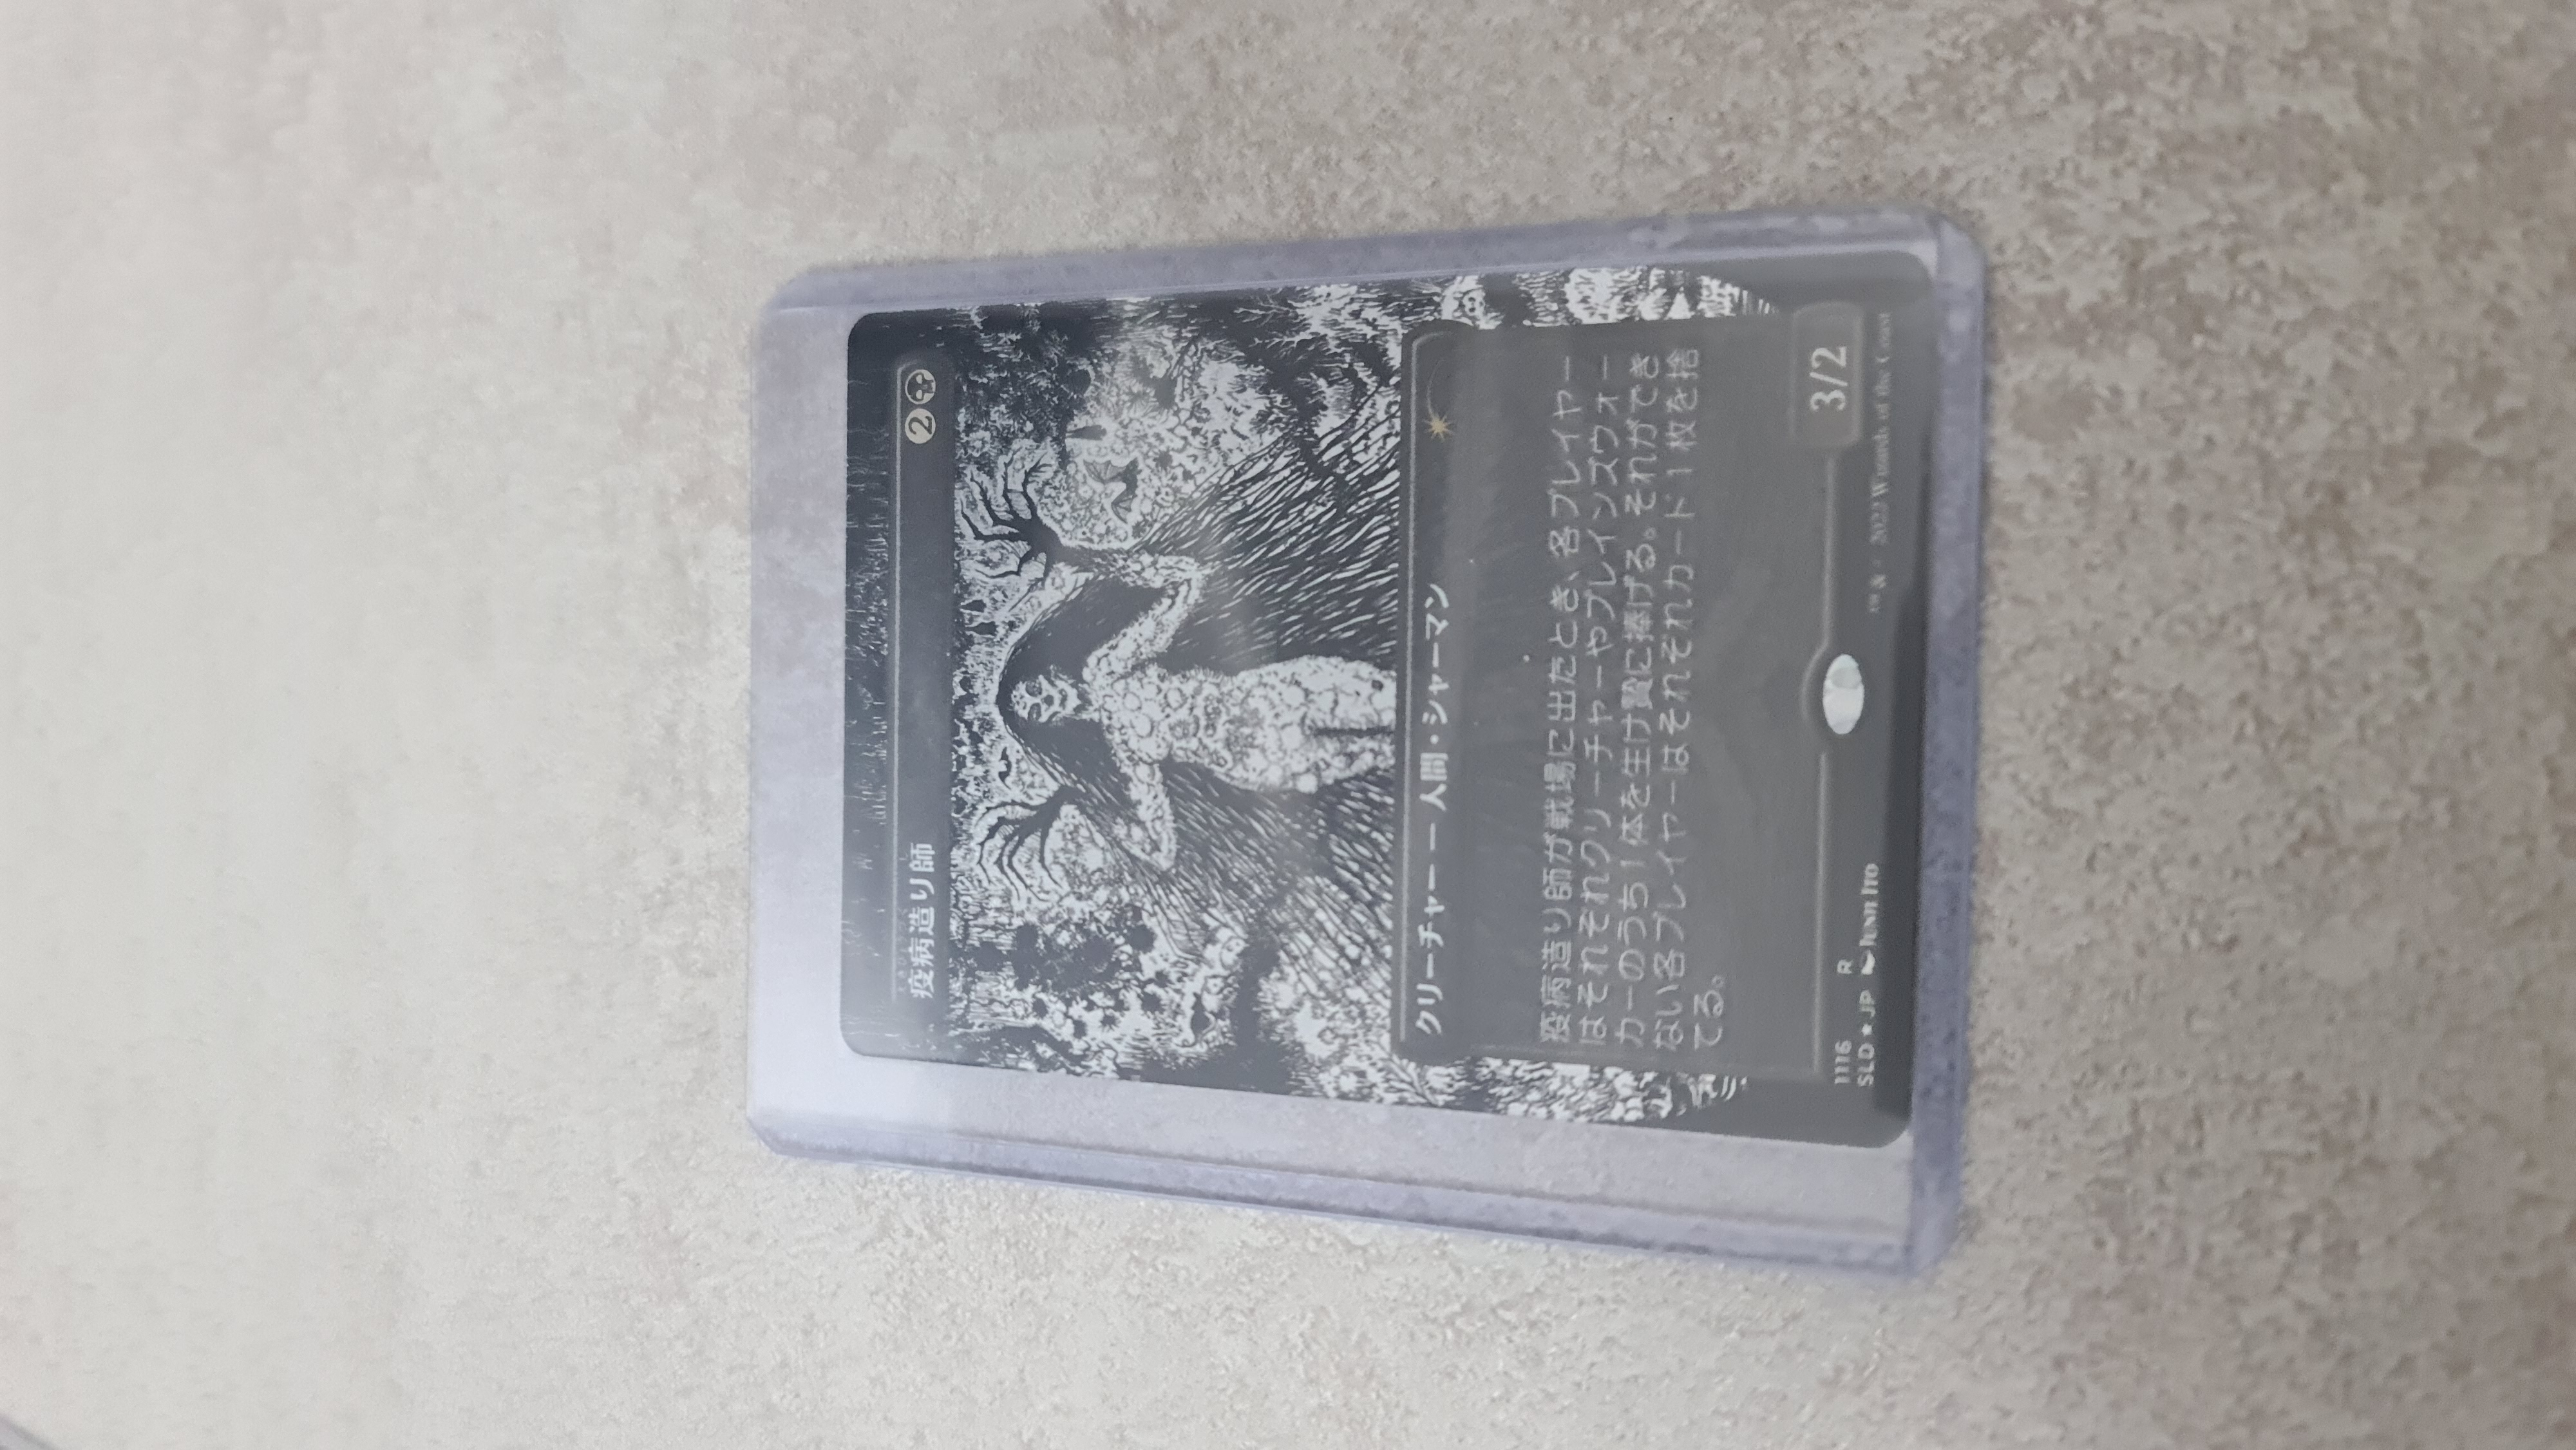 疫病造り師 2
クリーチャー — 人間・シャーマン
疫病造り師が戦場に出たとき、各プレイヤー
はそれぞれクリーチャーやプレインズウォー
カーのうち1体を生け贄に捧げる。それができ
ない各プレイヤーはそれぞれカード1枚を捨
てる。
3/2
1116 R
SLD★JP JUNJI ITO
™ & © 2022 Wizards of the Coast